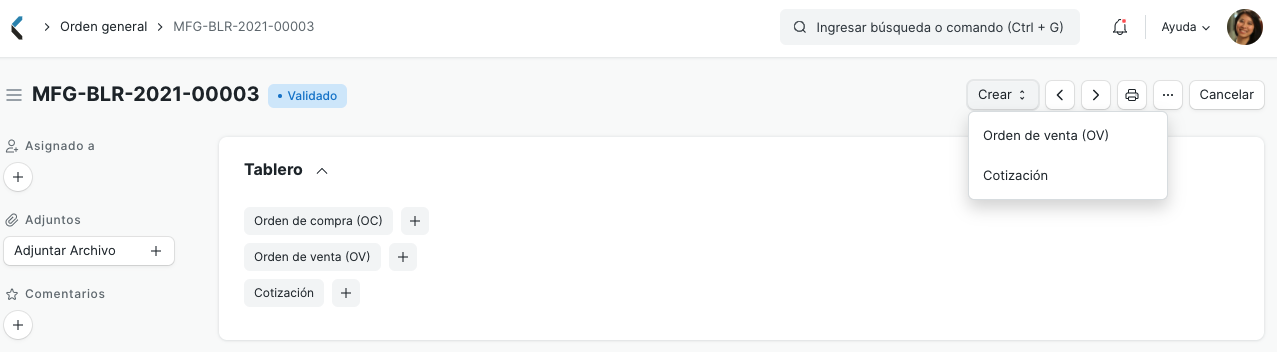 Orden general MFG-BLR-2021-00003
Ingresar búsqueda o comando (Ctrl + G)
Ayuda
MFG-BLR-2021-00003
Validado
Crear
Cancelar
Orden de venta (OV)
Cotización
Asignado a
Adjuntos
Adjuntar Archivo
Comentarios
Tablero
Orden de compra (OC)
Orden de venta (OV)
Cotización